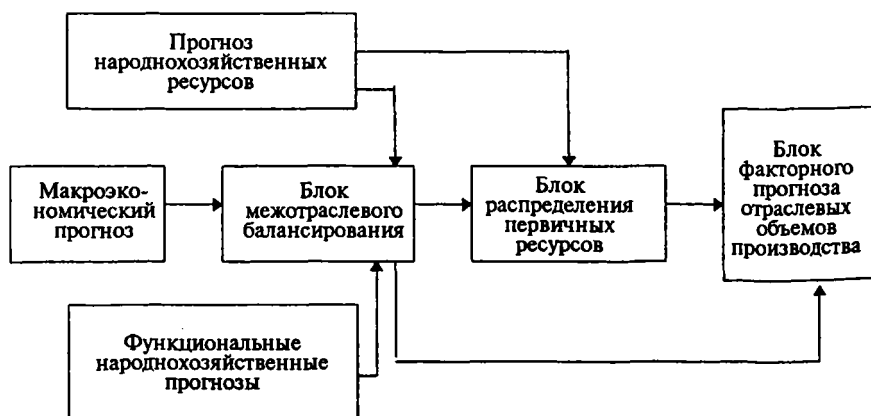 Прогноз
народнохозяйственных
ресурсов
Макроэко-
номический
прогноз
Блок
межотраслевого
балансирования
Блок
распределения
первичных
ресурсов
Блок
факторного
прогноза
отраслевых
объемов
производства
Функциональные
народнохозяйственные
прогнозы